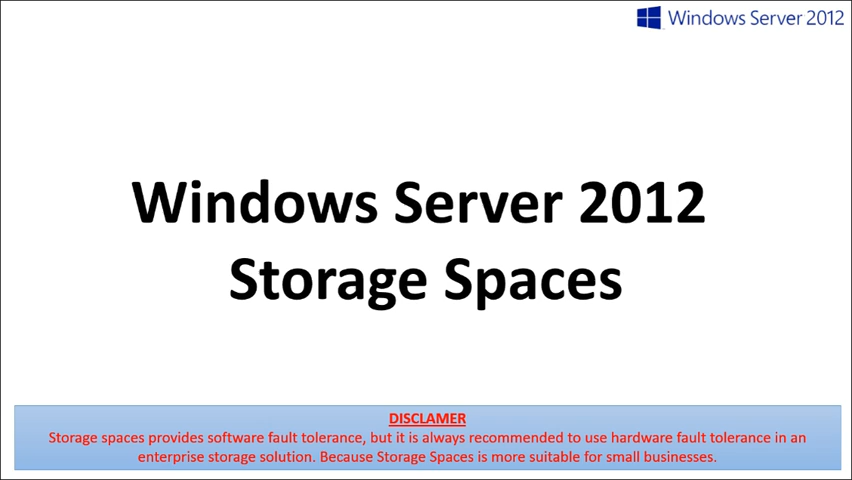 Windows Server 2012
Windows Server 2012
Storage Spaces
DISCLAMER
Storage spaces provides software fault tolerance, but it is always recommended to use hardware fault tolerance in an
enterprise storage solution. Because Storage Spaces is more suitable for small businesses.